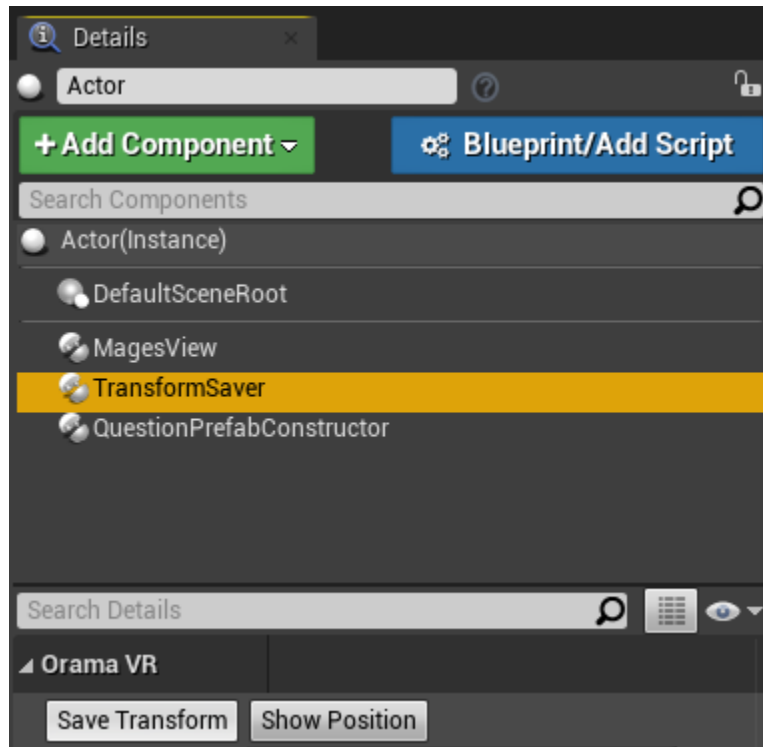 Details
Actor
+ Add Component
Blueprint/Add Script
Search Components
Actor(Instance)
DefaultSceneRoot
MagesView
TransformSaver
QuestionPrefabConstructor
Search Details
Orama VR
Save Transform Show Position